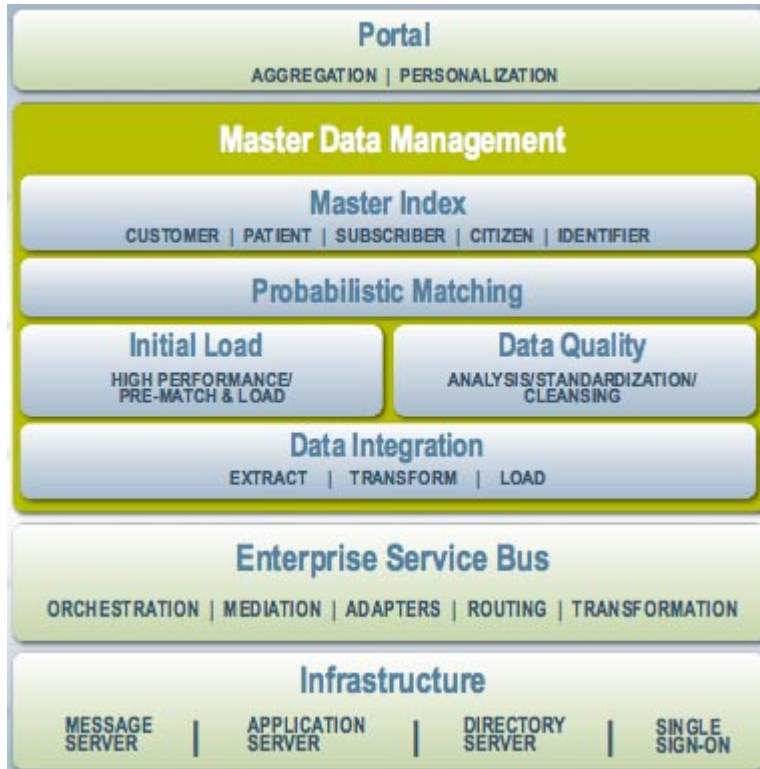 Portal
AGGREGATION | PERSONALIZATION
Master Data Management
Master Index
CUSTOMER | PATIENT | SUBSCRIBER | CITIZEN | IDENTIFIER
Probabilistic Matching
Initial Load
HIGH PERFORMANCE/
PRE-MATCH & LOAD
Data Quality
ANALYSIS/STANDARDIZATION/
CLEANSING
Data Integration
EXTRACT | TRANSFORM | LOAD
Enterprise Service Bus
ORCHESTRATION | MEDIATION | ADAPTERS | ROUTING | TRANSFORMATION
Infrastructure
MESSAGE SERVER | APPLICATION SERVER | DIRECTORY SERVER | SINGLE SIGN-ON